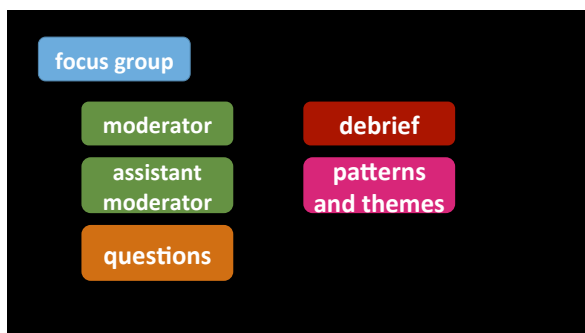 focus group
moderator
assistant
moderator
questions
debrief
patterns
and themes